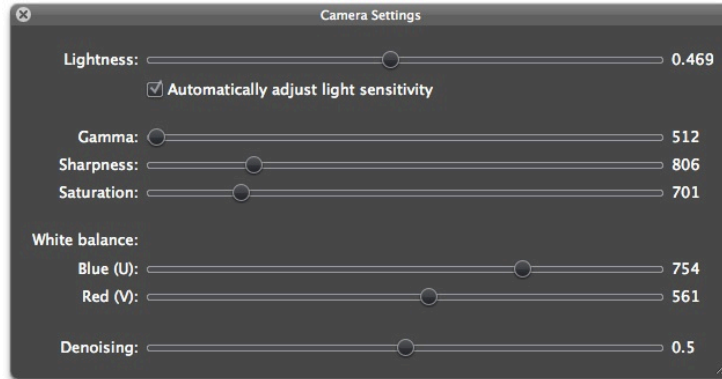 Camera Settings
Lightness: 0.469
Automatically adjust light sensitivity
Gamma: 512
Sharpness: 806
Saturation: 701
White balance:
Blue (U): 754
Red (V): 561
Denoising: 0.5